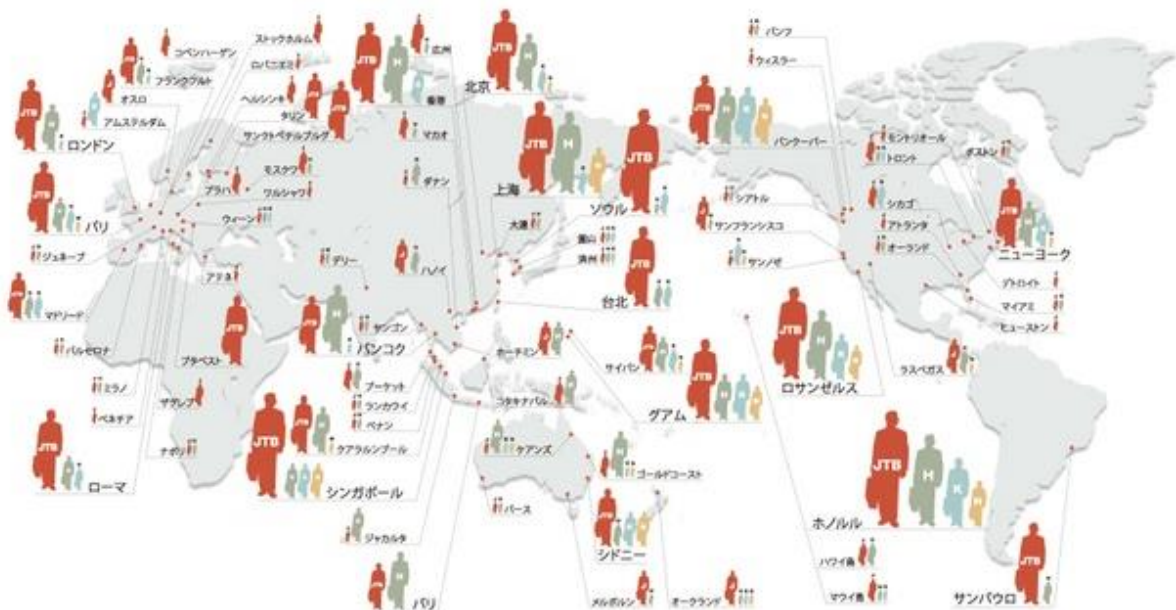 コペンハーゲン
ストックホルム
ロバニエミ
フランクフルト
オスロ
アムステルダム
ロンドン
ヘルシンキ
タリン
サンクトペテルブルグ
モスクワ
プラハ
ワルシャワ
ウィーン
パリ
ジュネーブ
マドリード
バルセロナ
ミラノ
ベネチア
ローマ
ナポリ
アテネ
ブダペスト
ザグレブ
広州
北京
香港
マカオ
ダナン
上海
ソウル
大連
釜山
済州
台北
デリー
ハノイ
ヤンゴン
バンコク
ホーチミン
プーケット
ランカウイ
ペナン
コタキナバル
クアラルンプール
シンガポール
ジャカルタ
バリ
サイパン
グアム
ケアンズ
ゴールドコースト
パース
シドニー
メルボルン
オークランド
バンフ
ウィスラー
バンクーバー
モントリオール
トロント
ボストン
シアトル
サンフランシスコ
サンノゼ
シカゴ
アトランタ
オーランド
ニューヨーク
デトロイト
マイアミ
ヒューストン
ロサンゼルス
ラスベガス
ホノルル
ハワイ島
マウイ島
サンパウロ
JTB
H
K
J